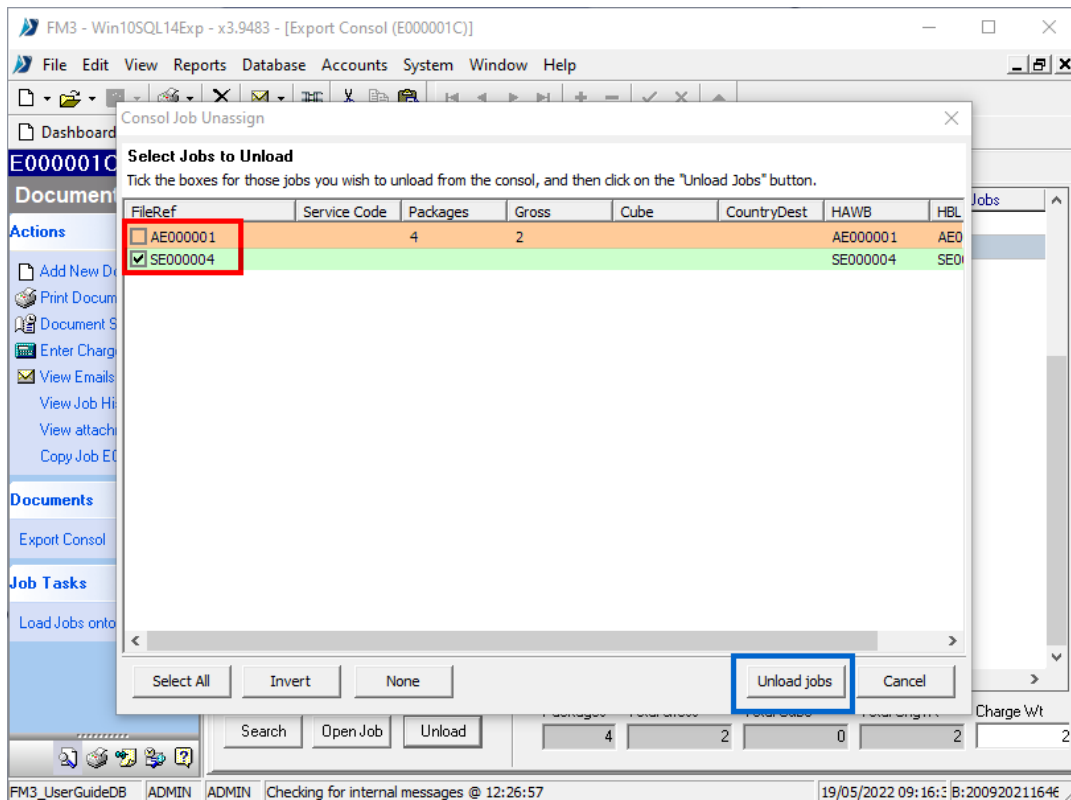 FM3 - Win10SQL14Exp - x3.9483 - [Export Consol (E000001C)]
File Edit View Reports Database Accounts System Window Help
Dashboard
Consol Job Unassign
E000001C
Document
Select Jobs to Unload
Tick the boxes for those jobs you wish to unload from the consol, and then click on the "Unload Jobs" button.
Jobs
FileRef Service Code Packages Gross Cube CountryDest HAWB HBL
AE000001 4 2 AE000001 AE0
SE000004 SE000004 SE00
Actions
Add New Do
Print Docum
Document S
Enter Charg
View Emails
View Job Hi
View attach
Copy Job E0
Documents
Export Consol
Job Tasks
Load Jobs onto
Select All Invert None Unload jobs Cancel
Charge Wt
Search Open Job Unload 4 2 0 2 2
FM3_UserGuideDB ADMIN ADMIN Checking for internal messages @ 12:26:57 19/05/2022 09:16:3 B:20092021164